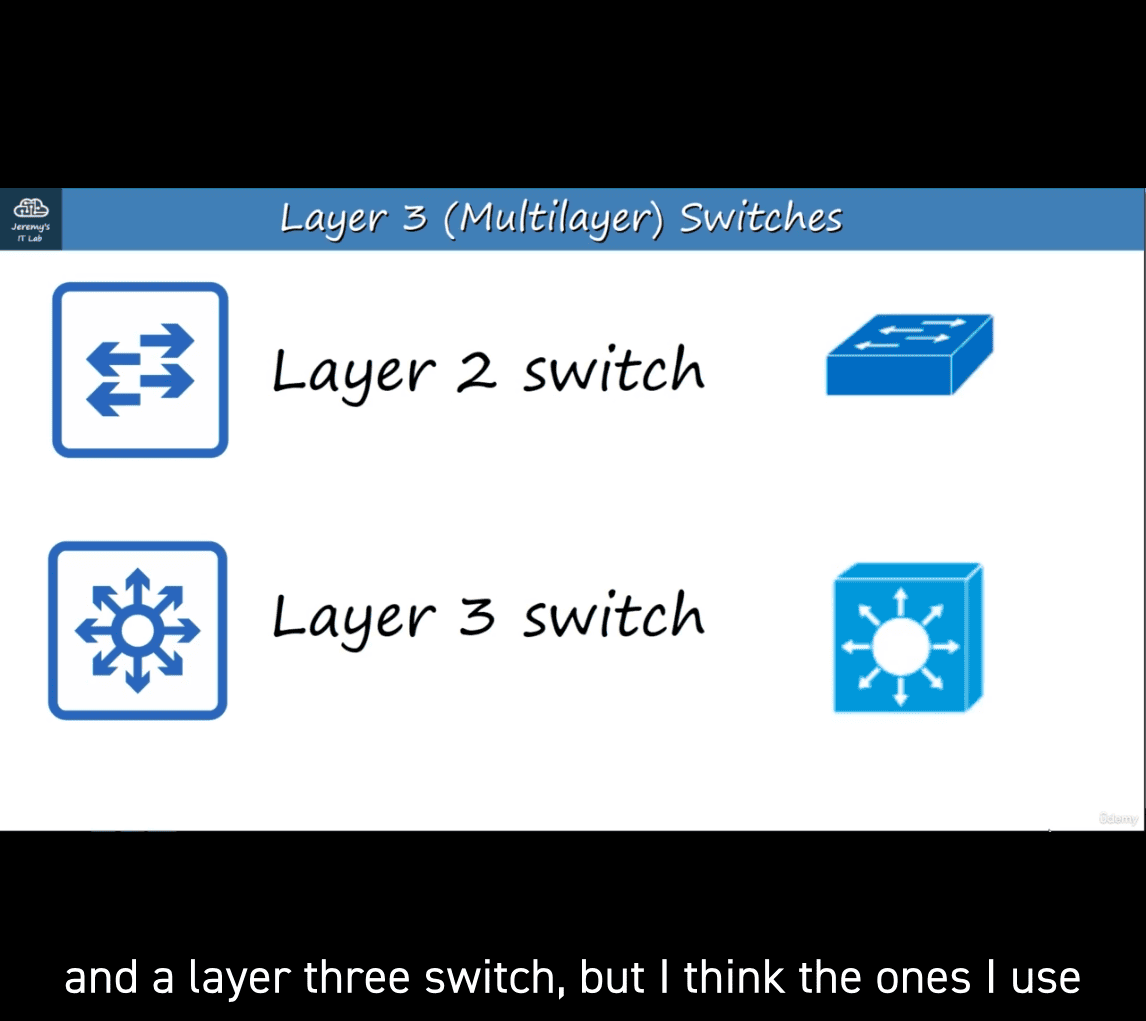 Jeremy's
IT Lab
Layer 3 (Multilayer) Switches
Layer 2 switch
Layer 3 switch
ûdemy
and a layer three switch, but I think the ones I use